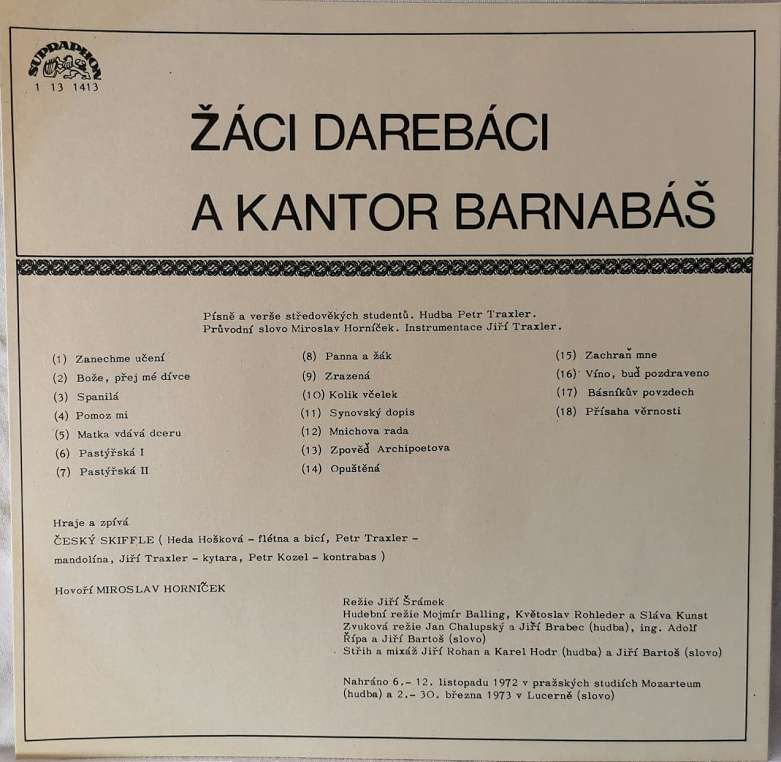 SUPRAPHON
1 13 1413
ŽÁCI DAREBÁCI
A KANTOR BARNABÁŠ
Písně a verše středověkých studentů. Hudba Petr Traxler.
Průvodní slovo Miroslav Horníček. Instrumentace Jiří Traxler.
(1) Zanechme učení
(2) Bože, přej mé dívce
(3) Spanilá
(4) Pomoz mi
(5) Matka vdává dceru
(6) Pastýřská I
(7) Pastýřská II
(8) Panna a žák
(9) Zrazená
(10) Kolik včelek
(11) Synovský dopis
(12) Mnichova rada
(13) Zpověď Archipoetova
(14) Opuštěná
(15) Zachraň mne
(16) Víno, buď pozdraveno
(17) Básníkův povzdech
(18) Přísaha věrnosti
Hraje a zpívá
ČESKÝ SKIFFLE ( Heda Hošková – flétna a bicí, Petr Traxler –
mandolína, Jiří Traxler – kytara, Petr Kozel – kontrabas )
Hovoří MIROSLAV HORNÍČEK
Režie Jiří Šrámek
Hudební režie Mojmír Balling, Květoslav Rohleder a Sláva Kunst
Zvuková režie Jan Chalupský a Jiří Brabec (hudba), ing. Adolf
Řípa a Jiří Bartoš (slovo)
Střih a mixáž Jiří Rohan a Karel Hodr (hudba) a Jiří Bartoš (slovo)
Nahráno 6.– 12. listopadu 1972 v pražských studiích Mozarteum
(hudba) a 2.– 30. března 1973 v Lucerně (slovo)